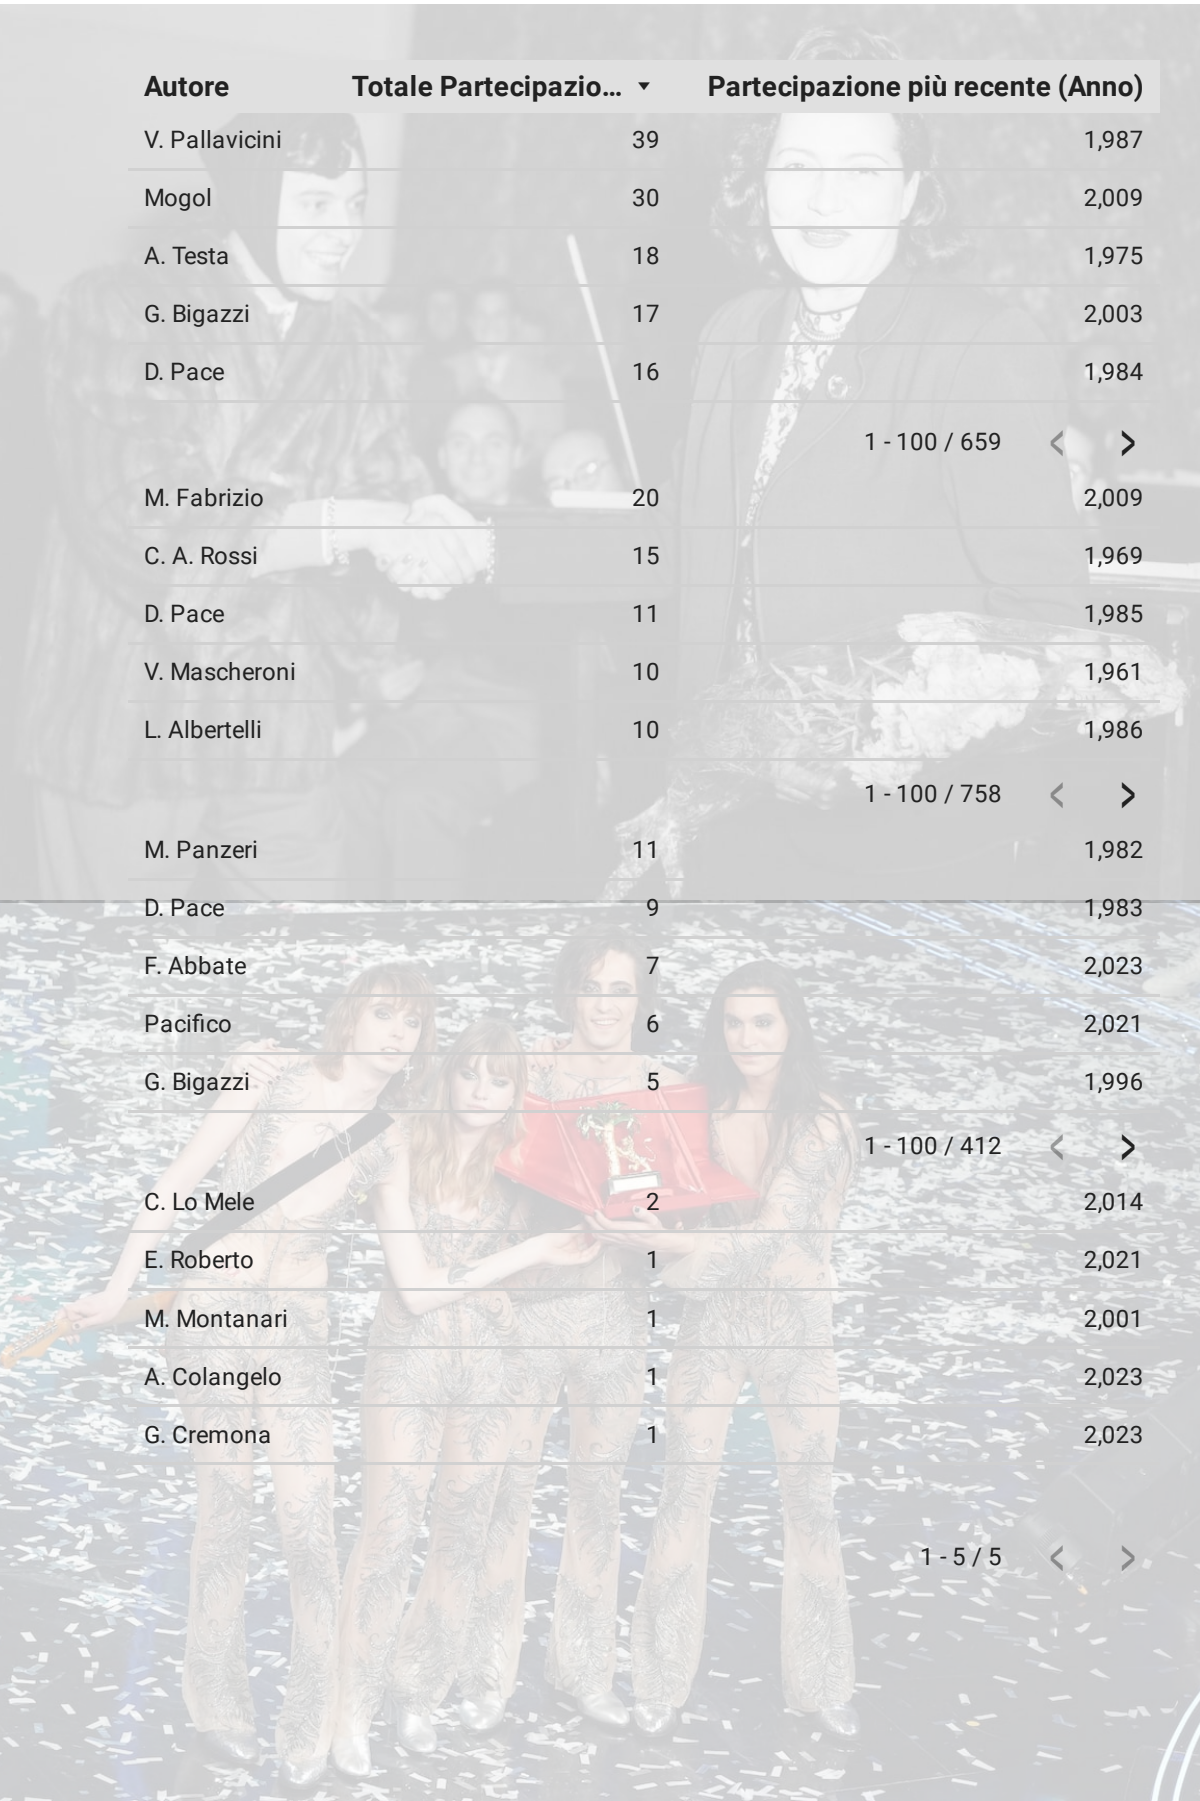 Autore Totale Partecipazio... ▼ Partecipazione più recente (Anno)
V. Pallavicini 39 1,987
Mogol 30 2,009
A. Testa 18 1,975
G. Bigazzi 17 2,003
D. Pace 16 1,984
1 - 100 / 659 < >
M. Fabrizio 20 2,009
C. A. Rossi 15 1,969
D. Pace 11 1,985
V. Mascheroni 10 1,961
L. Albertelli 10 1,986
1 - 100 / 758 < >
M. Panzeri 11 1,982
D. Pace 9 1,983
F. Abbate 7 2,023
Pacifico 6 2,021
G. Bigazzi 5 1,996
1 - 100 / 412 < >
C. Lo Mele 2 2,014
E. Roberto 1 2,021
M. Montanari 1 2,001
A. Colangelo 1 2,023
G. Cremona 1 2,023
1 - 5 / 5 < >